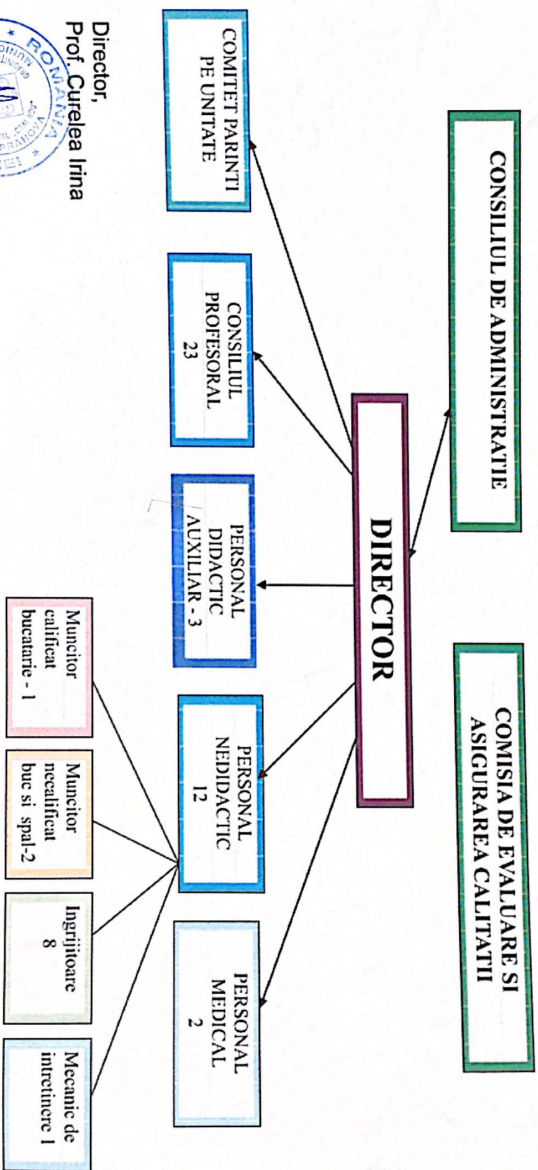 CONSILIUL DE ADMINISTRATIE
COMISIA DE EVALUARE SI
ASIGURAREA CALITATII
DIRECTOR
COMITET PARINTI
PE UNITATE
CONSILIUL
PROFESORAL
23
PERSONAL
DIDACTIC
AUXILIAR - 3
PERSONAL
NEDIDACTIC
12
PERSONAL
MEDICAL
2
Muncitor
calificat
bucatarie - 1
Muncitor
necalificat
buc si spal-2
Ingrijitoare
8
Mecanic de
intretinere 1
Director,
Prof. Curelea Irina
ROMANIA
PRAHOVA